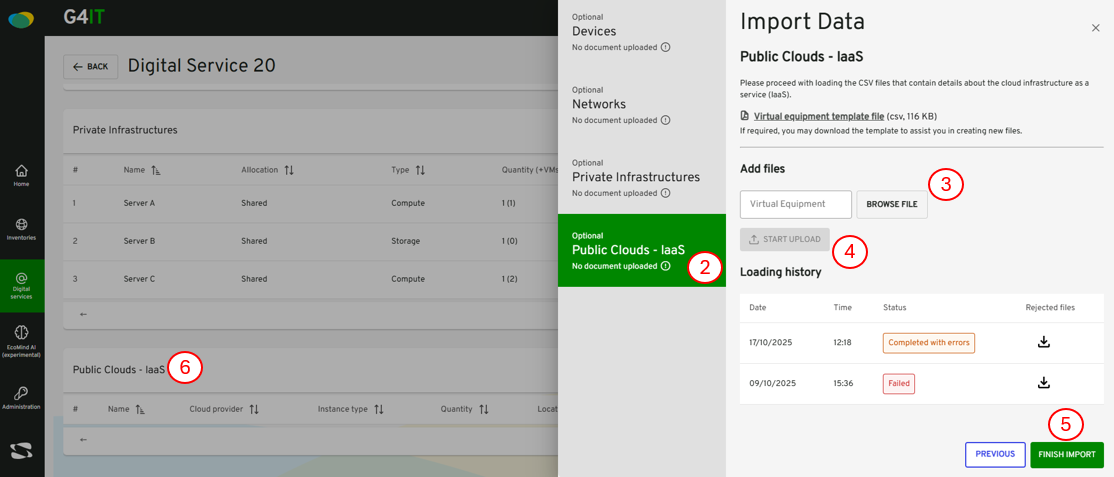 G4IT
BACK
Digital Service 20
Private Infrastructures
# Name Allocation Type Quantity (+VMs
1 Server A Shared Compute 1 (1)
2 Server B Shared Storage 1 (0)
3 Server C Shared Compute 1 (2)
Public Clouds - IaaS
6
# Name Cloud provider Instance type Quantity Locat
Home
Inventories
Digital
services
EcoMind AI
(experimental)
Administration
Optional
Devices
No document uploaded
Optional
Networks
No document uploaded
Optional
Private Infrastructures
No document uploaded
Optional
Public Clouds - IaaS
No document uploaded
2
Import Data
Public Clouds - IaaS
Please proceed with loading the CSV files that contain details about the cloud infrastructure as a
service (IaaS).
Virtual equipment template file (csv, 116 KB)
If required, you may download the template to assist you in creating new files.
Add files
3
Virtual Equipment BROWSE FILE
START UPLOAD
4
Loading history
Date Time Status Rejected files
17/10/2025 12:18 Completed with errors
09/10/2025 15:36 Failed
5
PREVIOUS FINISH IMPORT